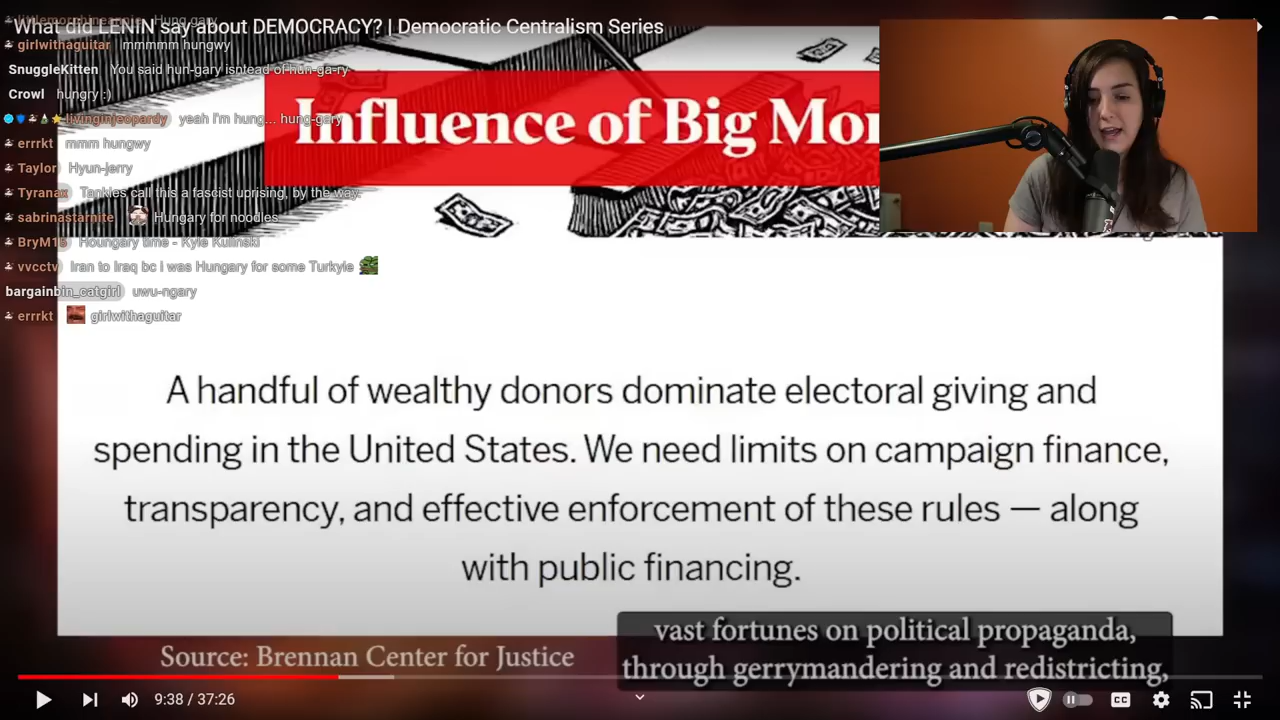 What did LENIN say about DEMOCRACY? | Democratic Centralism Series
Hung gary
girlwithaguitar mmmmm hungwy
SnuggleKitten You said hun-gary isntead of hun-ga-ry
Crowl hungry :)
livinginjeopardy yeah I'm hung... hung-gary
errrkt mmm hungwy
Taylor Hyun-jerry
Tyranax Tankies call this a fascist uprising, by the way.
sabrinastarnite Hungary for noodles
BryM18 Houngary time - Kyle Kulinski
vvcctv Iran to Iraq bc i was Hungary for some Turkyie
bargainbin_catgirl uwu-ngary
errrkt girlwithaguitar
Influence of Big Mon
A handful of wealthy donors dominate electoral giving and
spending in the United States. We need limits on campaign finance,
transparency, and effective enforcement of these rules — along
with public financing.
vast fortunes on political propaganda,
through gerrymandering and redistricting,
Source: Brennan Center for Justice
9:38 / 37:26
CC